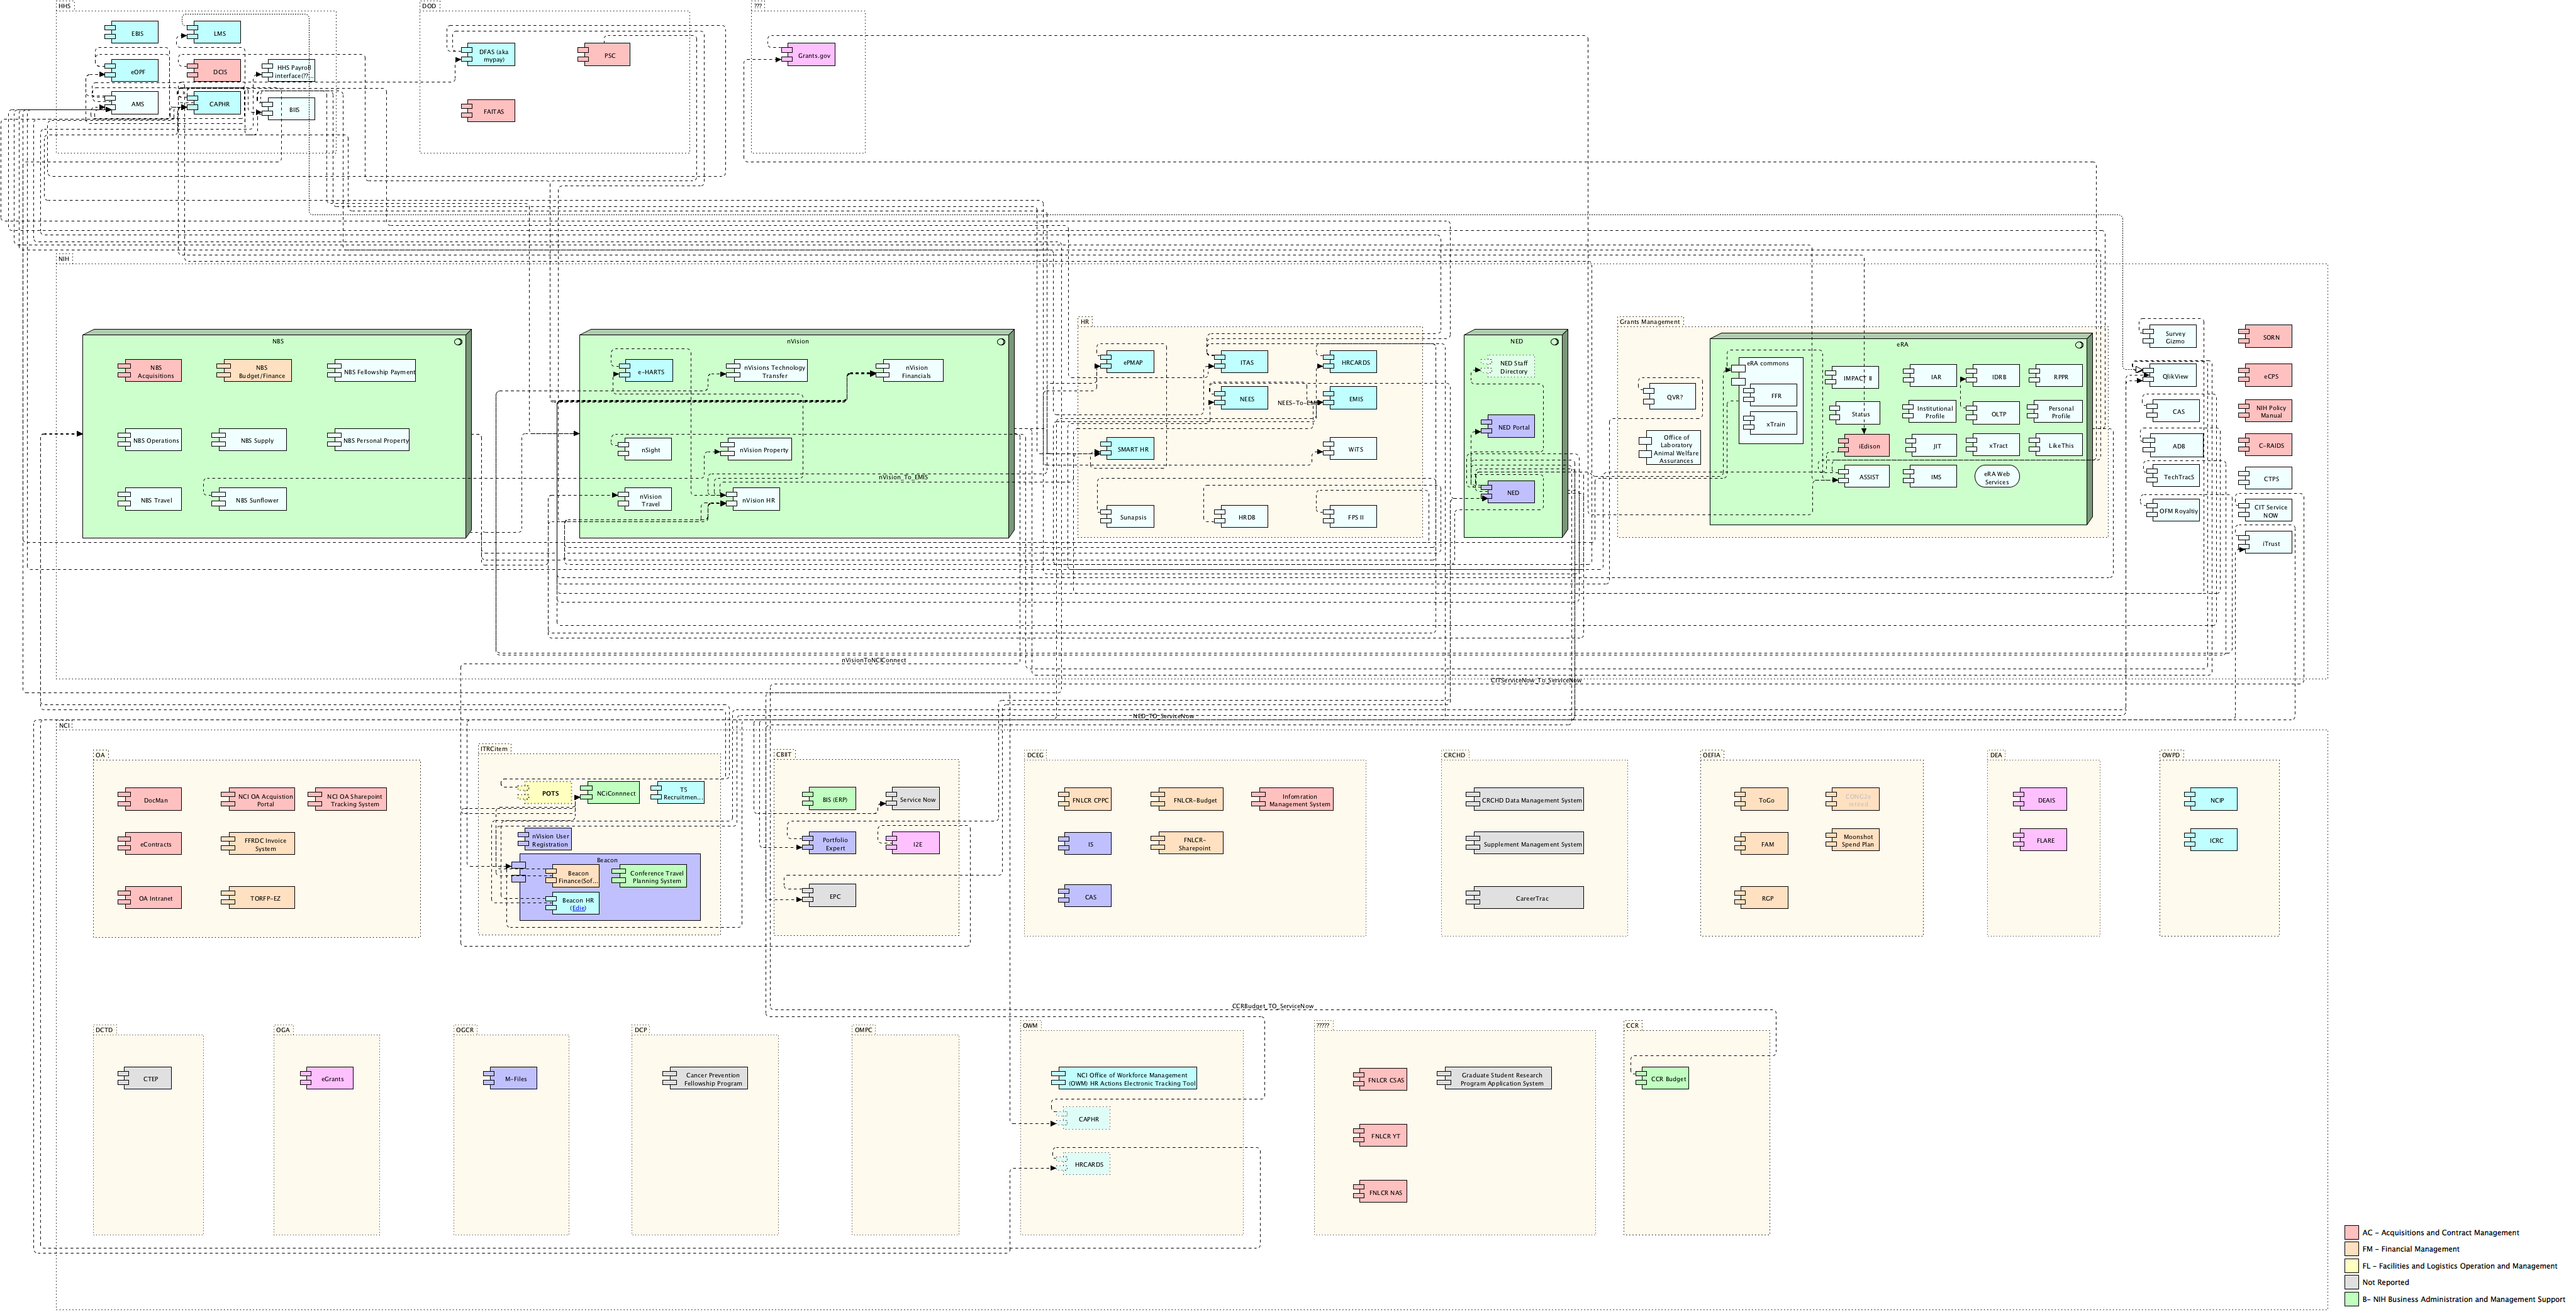 HHS
EBIS
LMS
eOPF
DCIS
HHS Payroll
interface(??...
AMS
CAPHR
BIIS
DOD
DFAS (aka
mypay)
PSC
FAITAS
???
Grants.gov
NIH
NBS
NBS
Acquisitions
NBS
Budget/Finance
NBS Fellowship Payment
NBS Operations
NBS Supply
NBS Personal Property
NBS Travel
NBS Sunflower
nVision
e-HARTS
nVisions Technology
Transfer
nVision
Financials
nSight
nVision Property
nVision_To_EMIS
nVision
Travel
nVision HR
HR
ePMAP
ITAS
HRCARDS
NEES
NEES-To-EMIS
EMIS
SMART HR
WiTS
Sunapsis
HRDB
FPS II
NED
NED Staff
Directory
NED Portal
NED
Grants Management
QVR?
Office of
Laboratory
Animal Welfare
Assurances
eRA
eRA commons
FFR
xTrain
IMPACT II
IAR
IDRB
RPPR
Status
Institutional
Profile
OLTP
Personal
Profile
iEdison
JIT
xTract
LikeThis
ASSIST
IMS
eRA Web
Services
Survey
Gizmo
SORN
QlikView
eCPS
CAS
NIH Policy
Manual
ADB
C-RAIDS
TechTracS
CTPS
OFM Royaltiy
CIT Service
NOW
iTrust
nVisionToNCIConnect
CITServiceNow_To_ServiceNow
NED_TO_ServiceNow
NCI
OA
DocMan
NCI OA Acquistion
Portal
NCI OA Sharepoint
Tracking System
eContracts
FFRDC Invoice
System
OA Intranet
TORFP-EZ
ITRCitem
POTS
NCiConnnect
TS
Recruitmen...
nVision User
Registration
Beacon
Beacon
Finance(Sof...
Conference Travel
Planning System
Beacon HR
(Edie)
CBIIT
BIS (ERP)
Service Now
Portfolio
Expert
I2E
EPC
DCEG
FNLCR CPPC
FNLCR-Budget
Infomration
Management System
IS
FNLCR-
Sharepoint
CAS
CRCHD
CRCHD Data Management System
Supplement Management System
CareerTrac
OEFIA
ToGo
FAM
Moonshot
Spend Plan
RGP
DEA
DEAIS
FLARE
OWPD
NCIP
ICRC
CCRBudget_TO_ServiceNow
DCTD
CTEP
OGA
eGrants
OGCR
M-Files
DCP
Cancer Prevention
Fellowship Program
OMPC
OWM
NCI Office of Workforce Management
(OWM) HR Actions Electronic Tracking Tool
CAPHR
HRCARDS
?????
FNLCR CSAS
Graduate Student Research
Program Application System
FNLCR YT
FNLCR NAS
CCR
CCR Budget
AC - Acquisitions and Contract Management
FM - Financial Management
FL - Facilities and Logistics Operation and Management
Not Reported
B- NIH Business Administration and Management Support